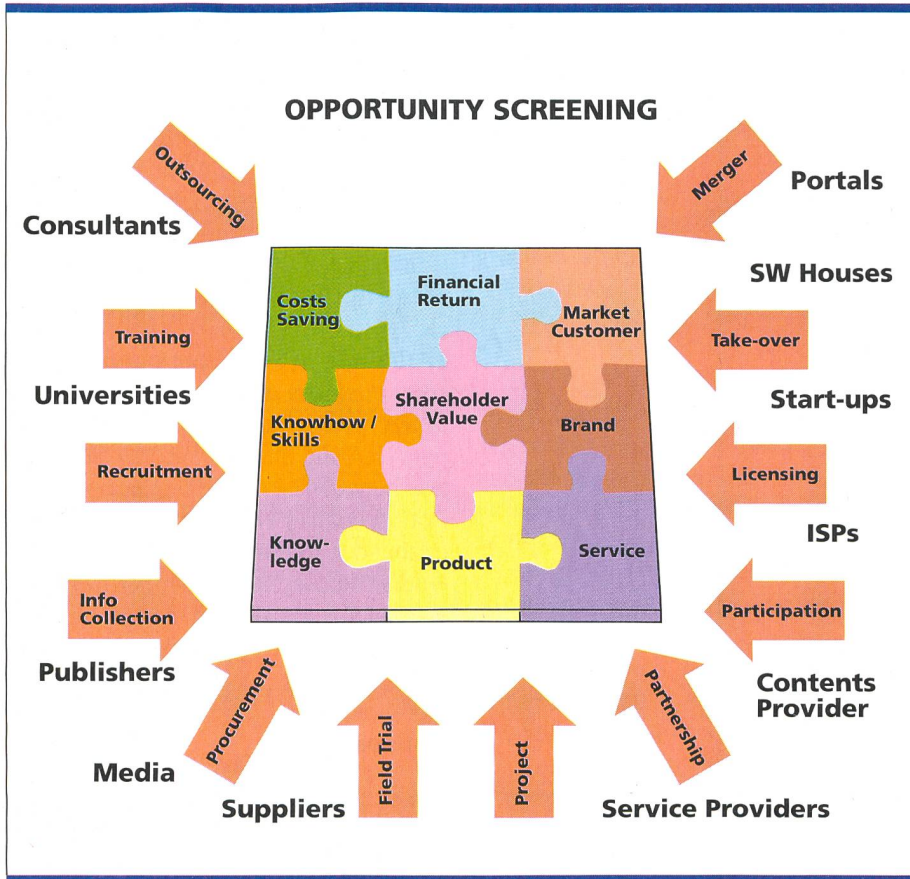 OPPORTUNITY SCREENING
Outsourcing
Merger
Portals
Consultants
SW Houses
Costs
Saving
Financial
Return
Market
Customer
Training
Take-over
Universities
Start-ups
Knowhow /
Skills
Shareholder
Value
Brand
Recruitment
Licensing
ISPs
Know-
ledge
Product
Service
Info
Collection
Participation
Publishers
Procurement
Partnership
Contents
Provider
Media
Field Trial
Project
Suppliers
Service Providers